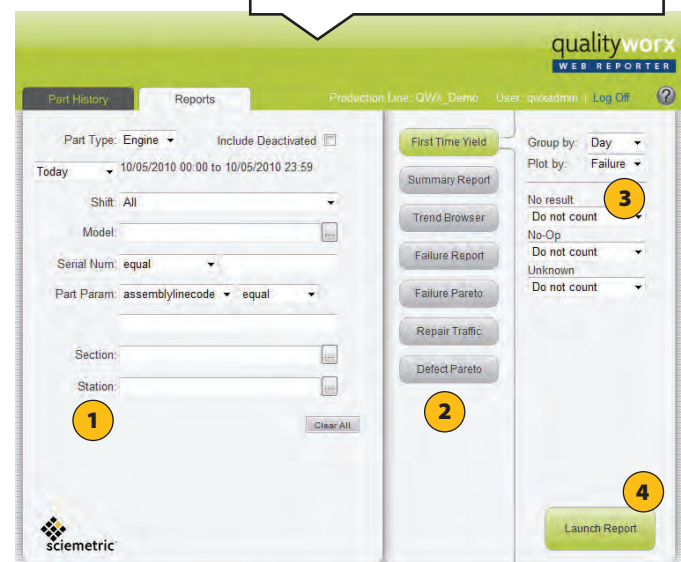 qualityworx
WEB REPORTER
Part History
Reports
Production Line: QWX_Demo User: qwxadmin | Log Off ?
Part Type: Engine Include Deactivated
Today 10/05/2010 00:00 to 10/05/2010 23:59
Shift: All
Model: ...
Serial Num: equal
Part Param: assemblylinecode equal
Section: ...
Station: ...
1
Clear All
sciemetric
First Time Yield
Summary Report
Trend Browser
Failure Report
Failure Pareto
Repair Traffic
Defect Pareto
2
Group by: Day
Plot by: Failure
3
No result
Do not count
No-Op
Do not count
Unknown
Do not count
4
Launch Report